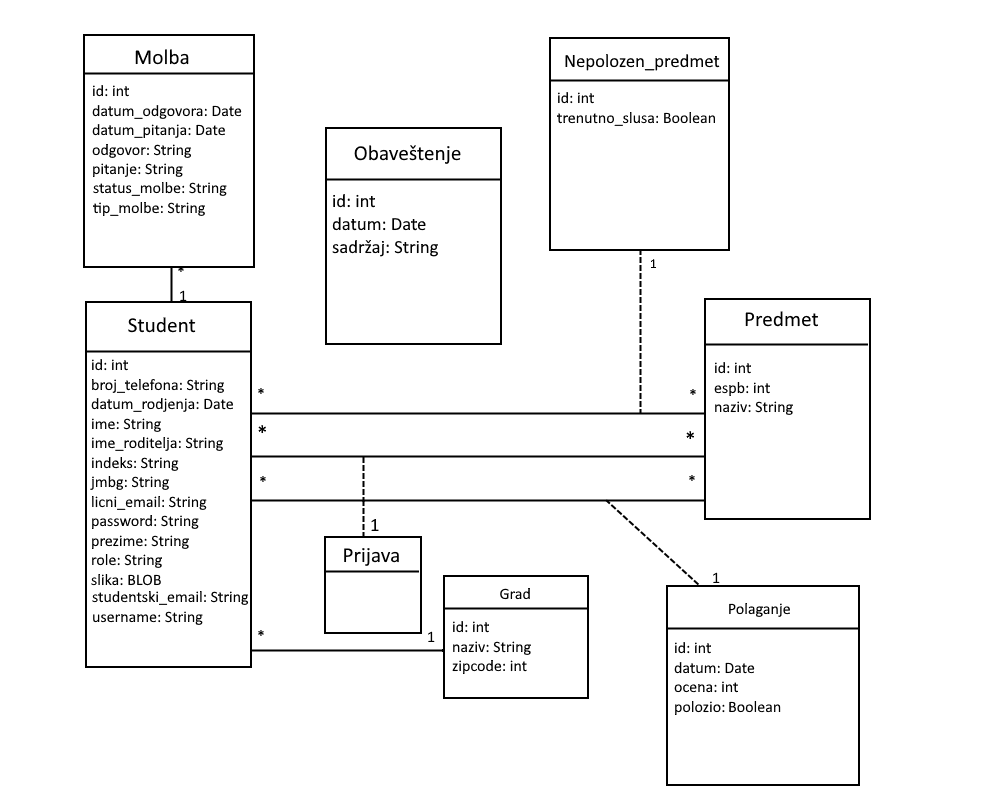 Molba
id: int
datum_odgovora: Date
datum_pitanja: Date
odgovor: String
pitanje: String
status_molbe: String
tip_molbe: String
*
1
Obaveštenje
id: int
datum: Date
sadržaj: String
Nepolozen_predmet
id: int
trenutno_slusa: Boolean
1
Student
id: int
broj_telefona: String
datum_rodjenja: Date
ime: String
ime_roditelja: String
indeks: String
jmbg: String
licni_email: String
password: String
prezime: String
role: String
slika: BLOB
studentski_email: String
username: String
Predmet
id: int
espb: int
naziv: String
* *
* *
* *
1
Prijava
* 1
Grad
id: int
naziv: String
zipcode: int
1
Polaganje
id: int
datum: Date
ocena: int
polozio: Boolean